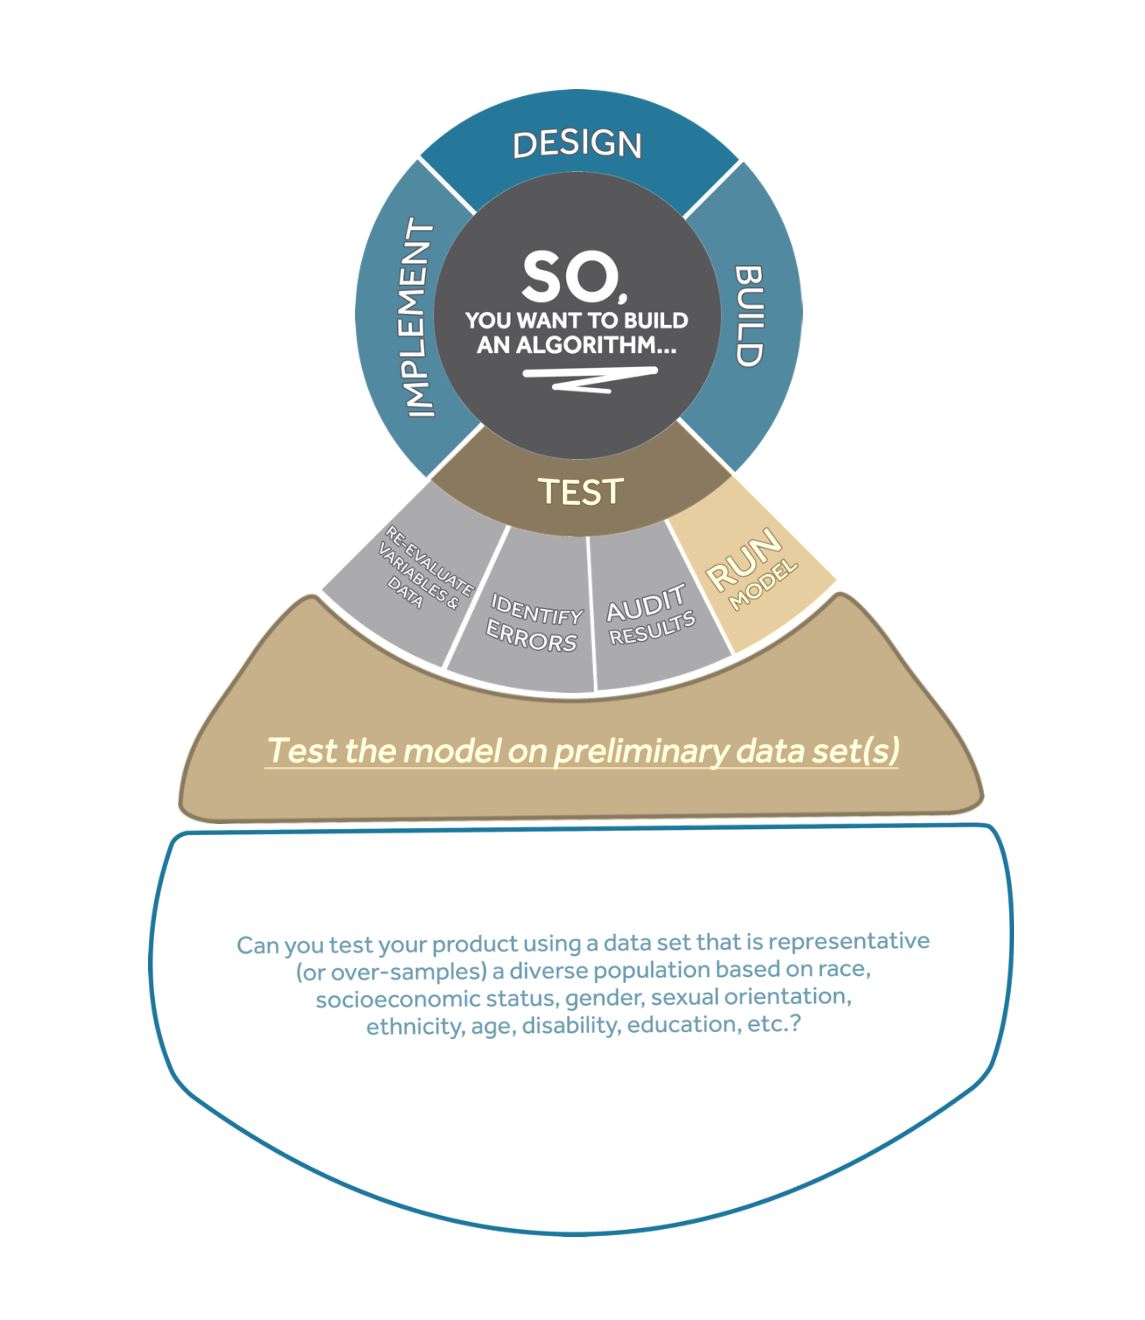 DESIGN
IMPLEMENT
SO,
YOU WANT TO BUILD
AN ALGORITHM...
BUILD
TEST
RE-EVALUATE
VARIABLES &
DATA
IDENTIFY
ERRORS
AUDIT
RESULTS
RUN
MODEL
Test the model on preliminary data set(s)
Can you test your product using a data set that is representative
(or over-samples) a diverse population based on race,
socioeconomic status, gender, sexual orientation,
ethnicity, age, disability, education, etc.?